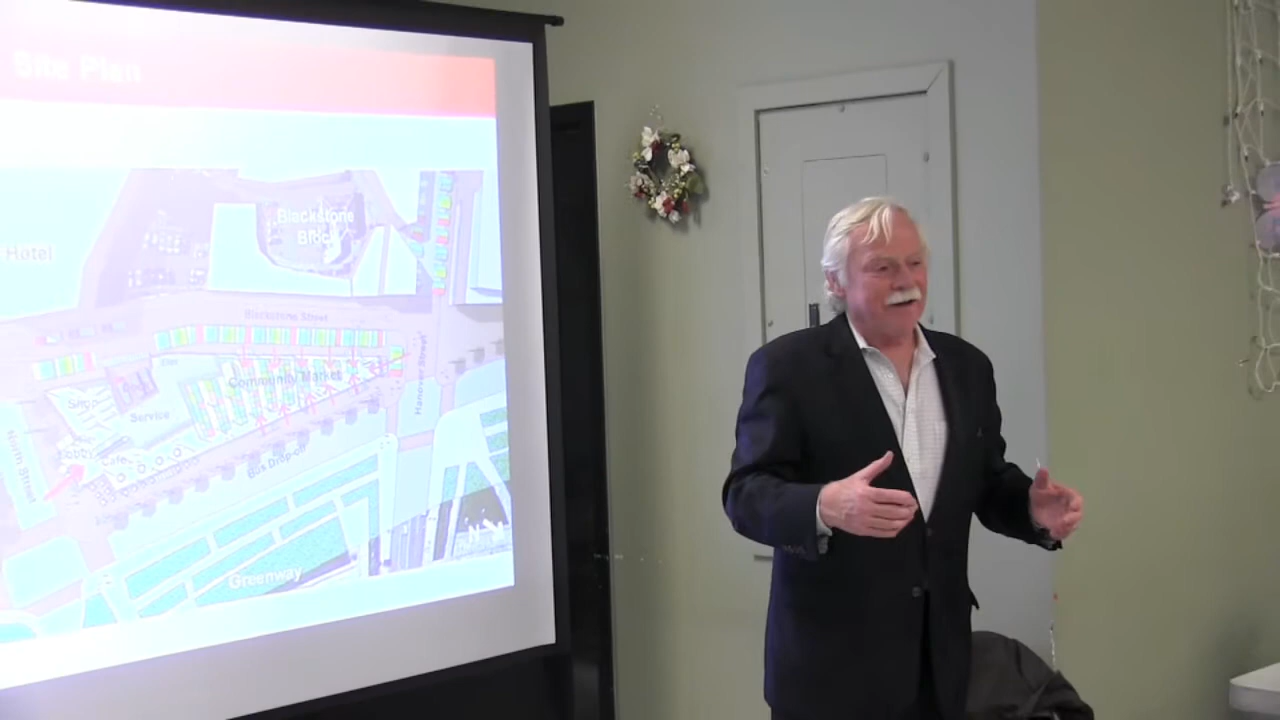 Site Plan
Blackstone
Block
Hotel
Blackstone Street
Community Market
Hanover Street
Shop
Service
North Street
Lobby
Cafe
Bus Drop-off
Greenway